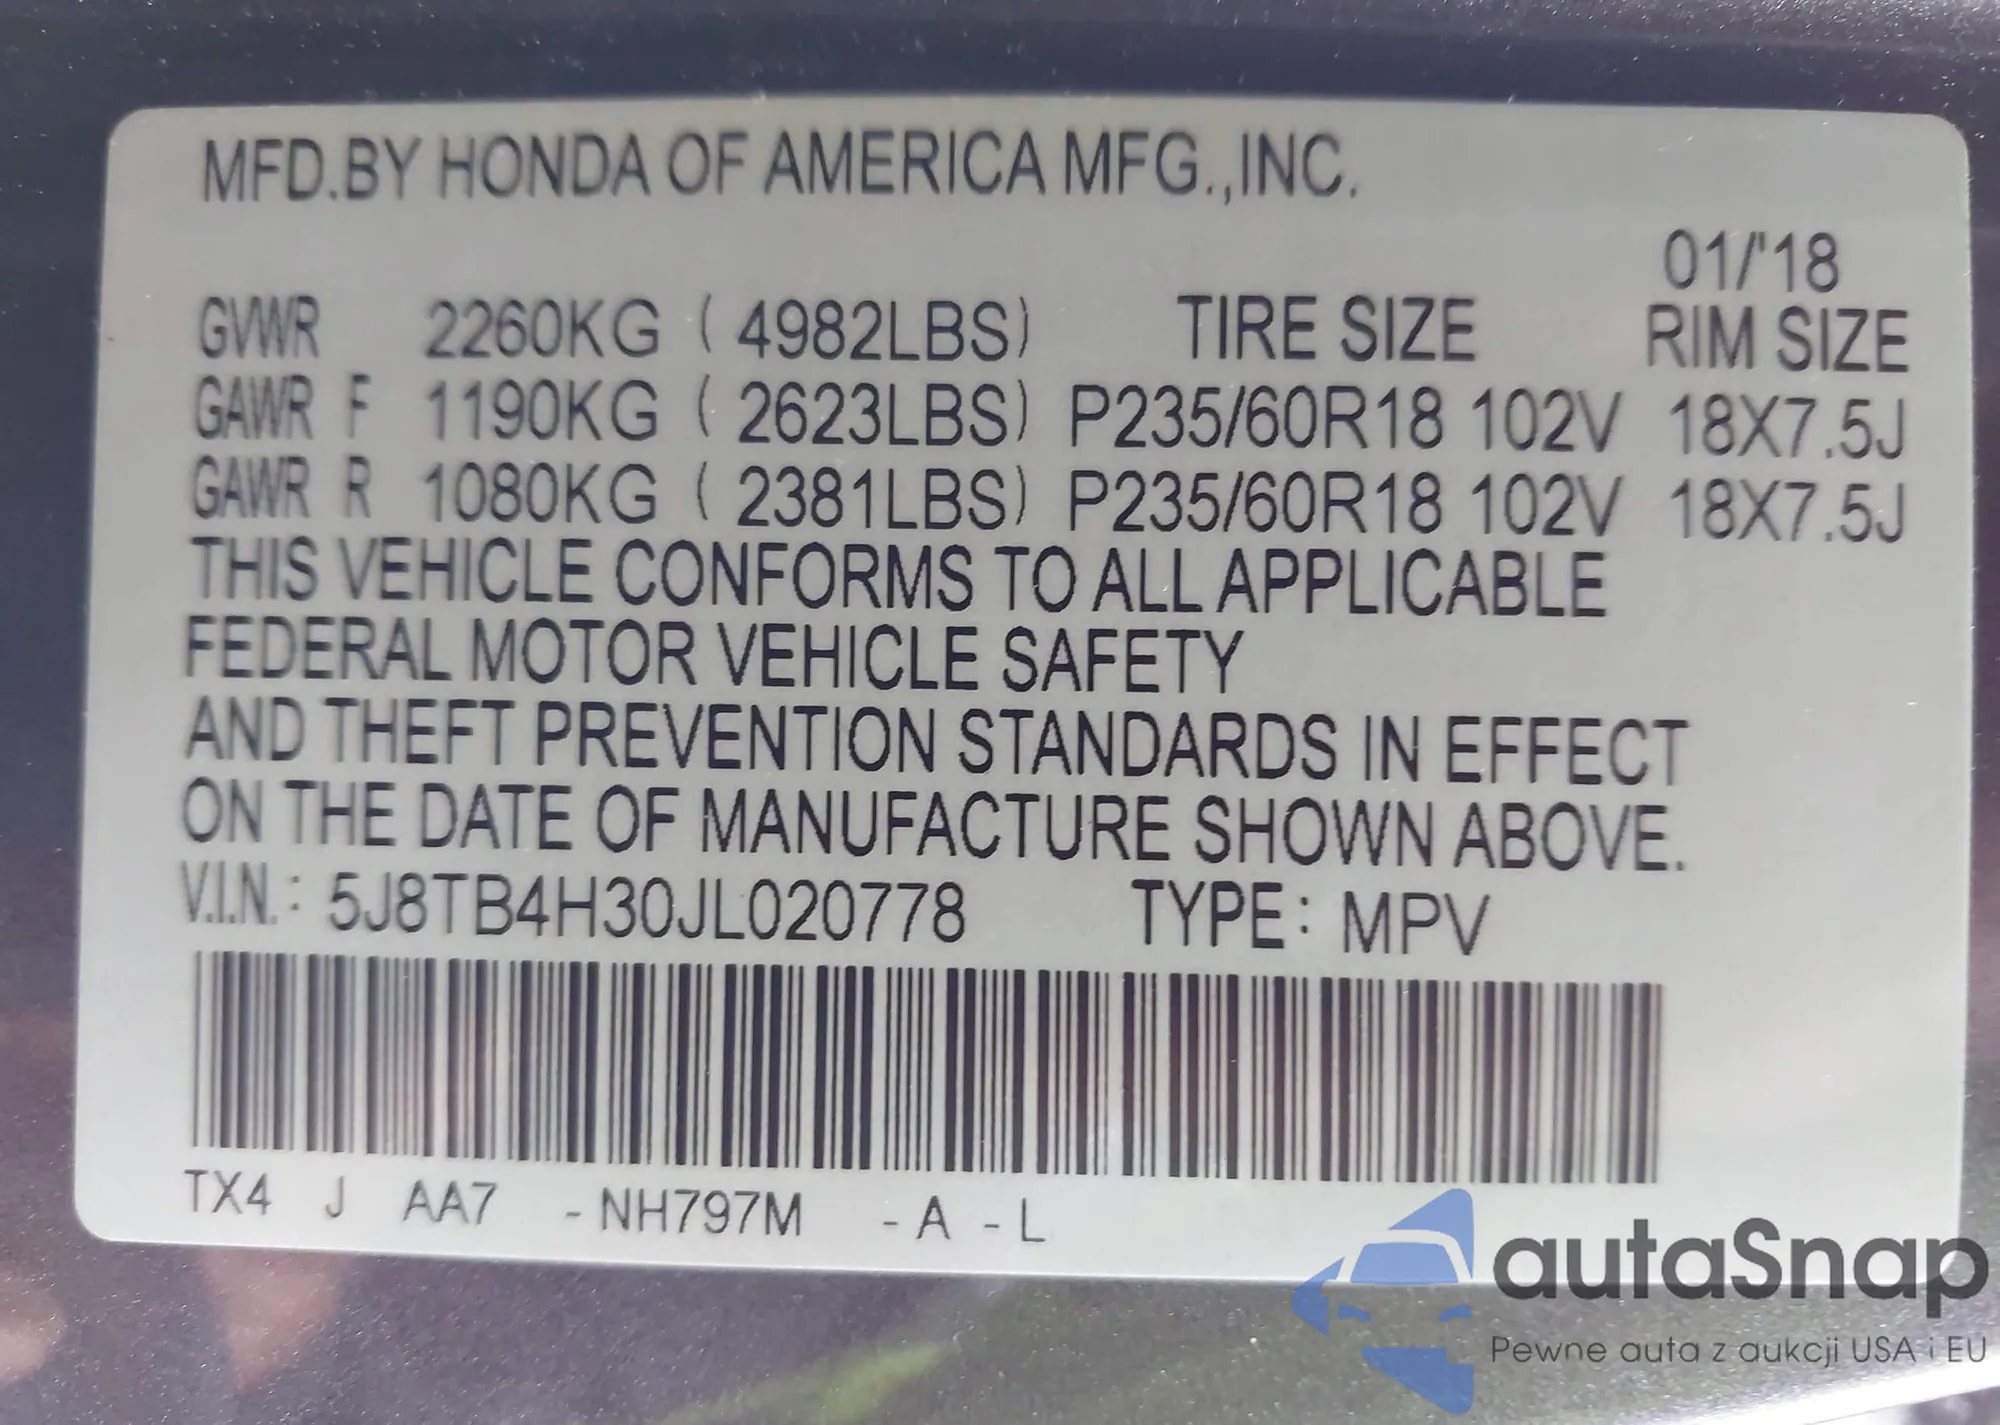 MFD.BY HONDA OF AMERICA MFG.,INC.
01/'18
GVWR 2260KG ( 4982LBS) TIRE SIZE RIM SIZE
GAWR F 1190KG ( 2623LBS) P235/60R18 102V 18X7.5J
GAWR R 1080KG ( 2381LBS) P235/60R18 102V 18X7.5J
THIS VEHICLE CONFORMS TO ALL APPLICABLE
FEDERAL MOTOR VEHICLE SAFETY
AND THEFT PREVENTION STANDARDS IN EFFECT
ON THE DATE OF MANUFACTURE SHOWN ABOVE.
V.I.N.: 5J8TB4H30JL020778 TYPE: MPV
TX4 J AA7 - NH797M - A - L
autaSnap
Pewne auta z aukcji USA i EU